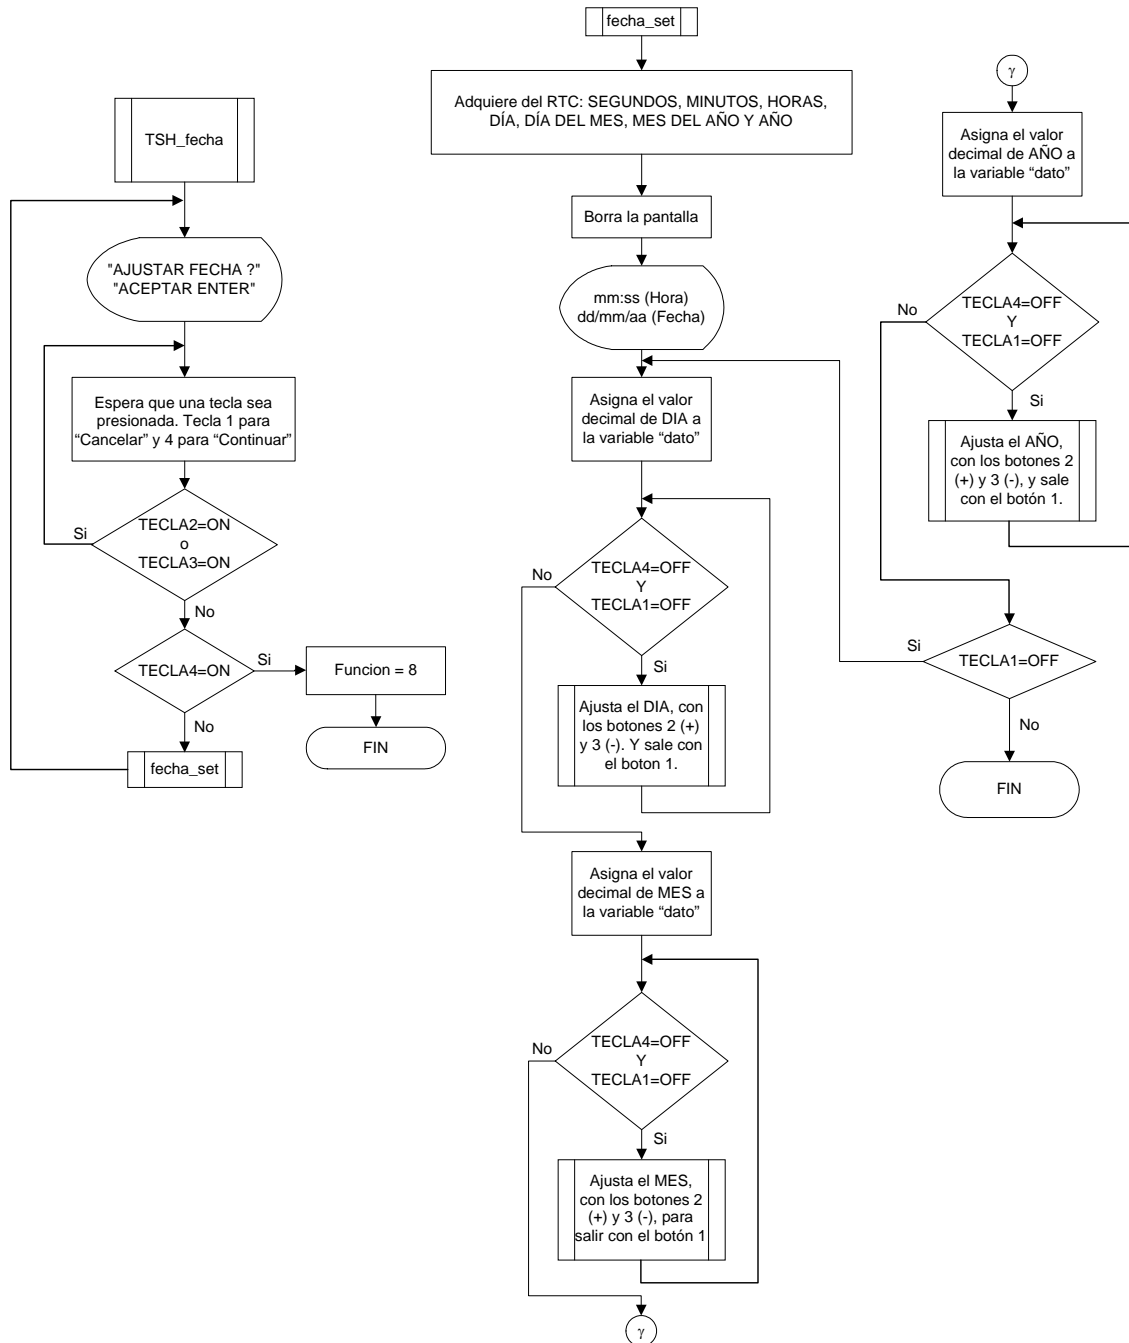 TSH_fecha
"AJUSTAR FECHA ?"
"ACEPTAR ENTER"
Espera que una tecla sea
presionada. Tecla 1 para
“Cancelar” y 4 para “Continuar”
TECLA2=ON
o
TECLA3=ON
Si
No
TECLA4=ON
Si
No
Funcion = 8
FIN
fecha_set
fecha_set
Adquiere del RTC: SEGUNDOS, MINUTOS, HORAS,
DÍA, DÍA DEL MES, MES DEL AÑO Y AÑO
Borra la pantalla
mm:ss (Hora)
dd/mm/aa (Fecha)
Asigna el valor
decimal de DIA a
la variable “dato”
TECLA4=OFF
Y
TECLA1=OFF
No
Si
Ajusta el DIA, con
los botones 2 (+)
y 3 (-). Y sale con
el boton 1.
Asigna el valor
decimal de MES a
la variable “dato”
TECLA4=OFF
Y
TECLA1=OFF
No
Si
Ajusta el MES,
con los botones 2
(+) y 3 (-), para
salir con el botón 1
γ
γ
Asigna el valor
decimal de AÑO a
la variable “dato”
TECLA4=OFF
Y
TECLA1=OFF
No
Si
Ajusta el AÑO,
con los botones 2
(+) y 3 (-), y sale
con el botón 1.
TECLA1=OFF
Si
No
FIN